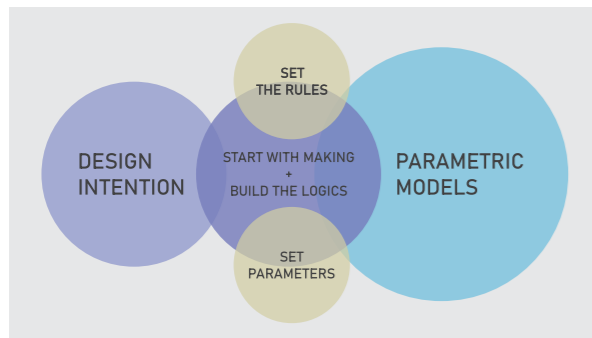 SET
THE RULES
DESIGN
INTENTION
START WITH MAKING
+
BUILD THE LOGICS
PARAMETRIC
MODELS
SET
PARAMETERS